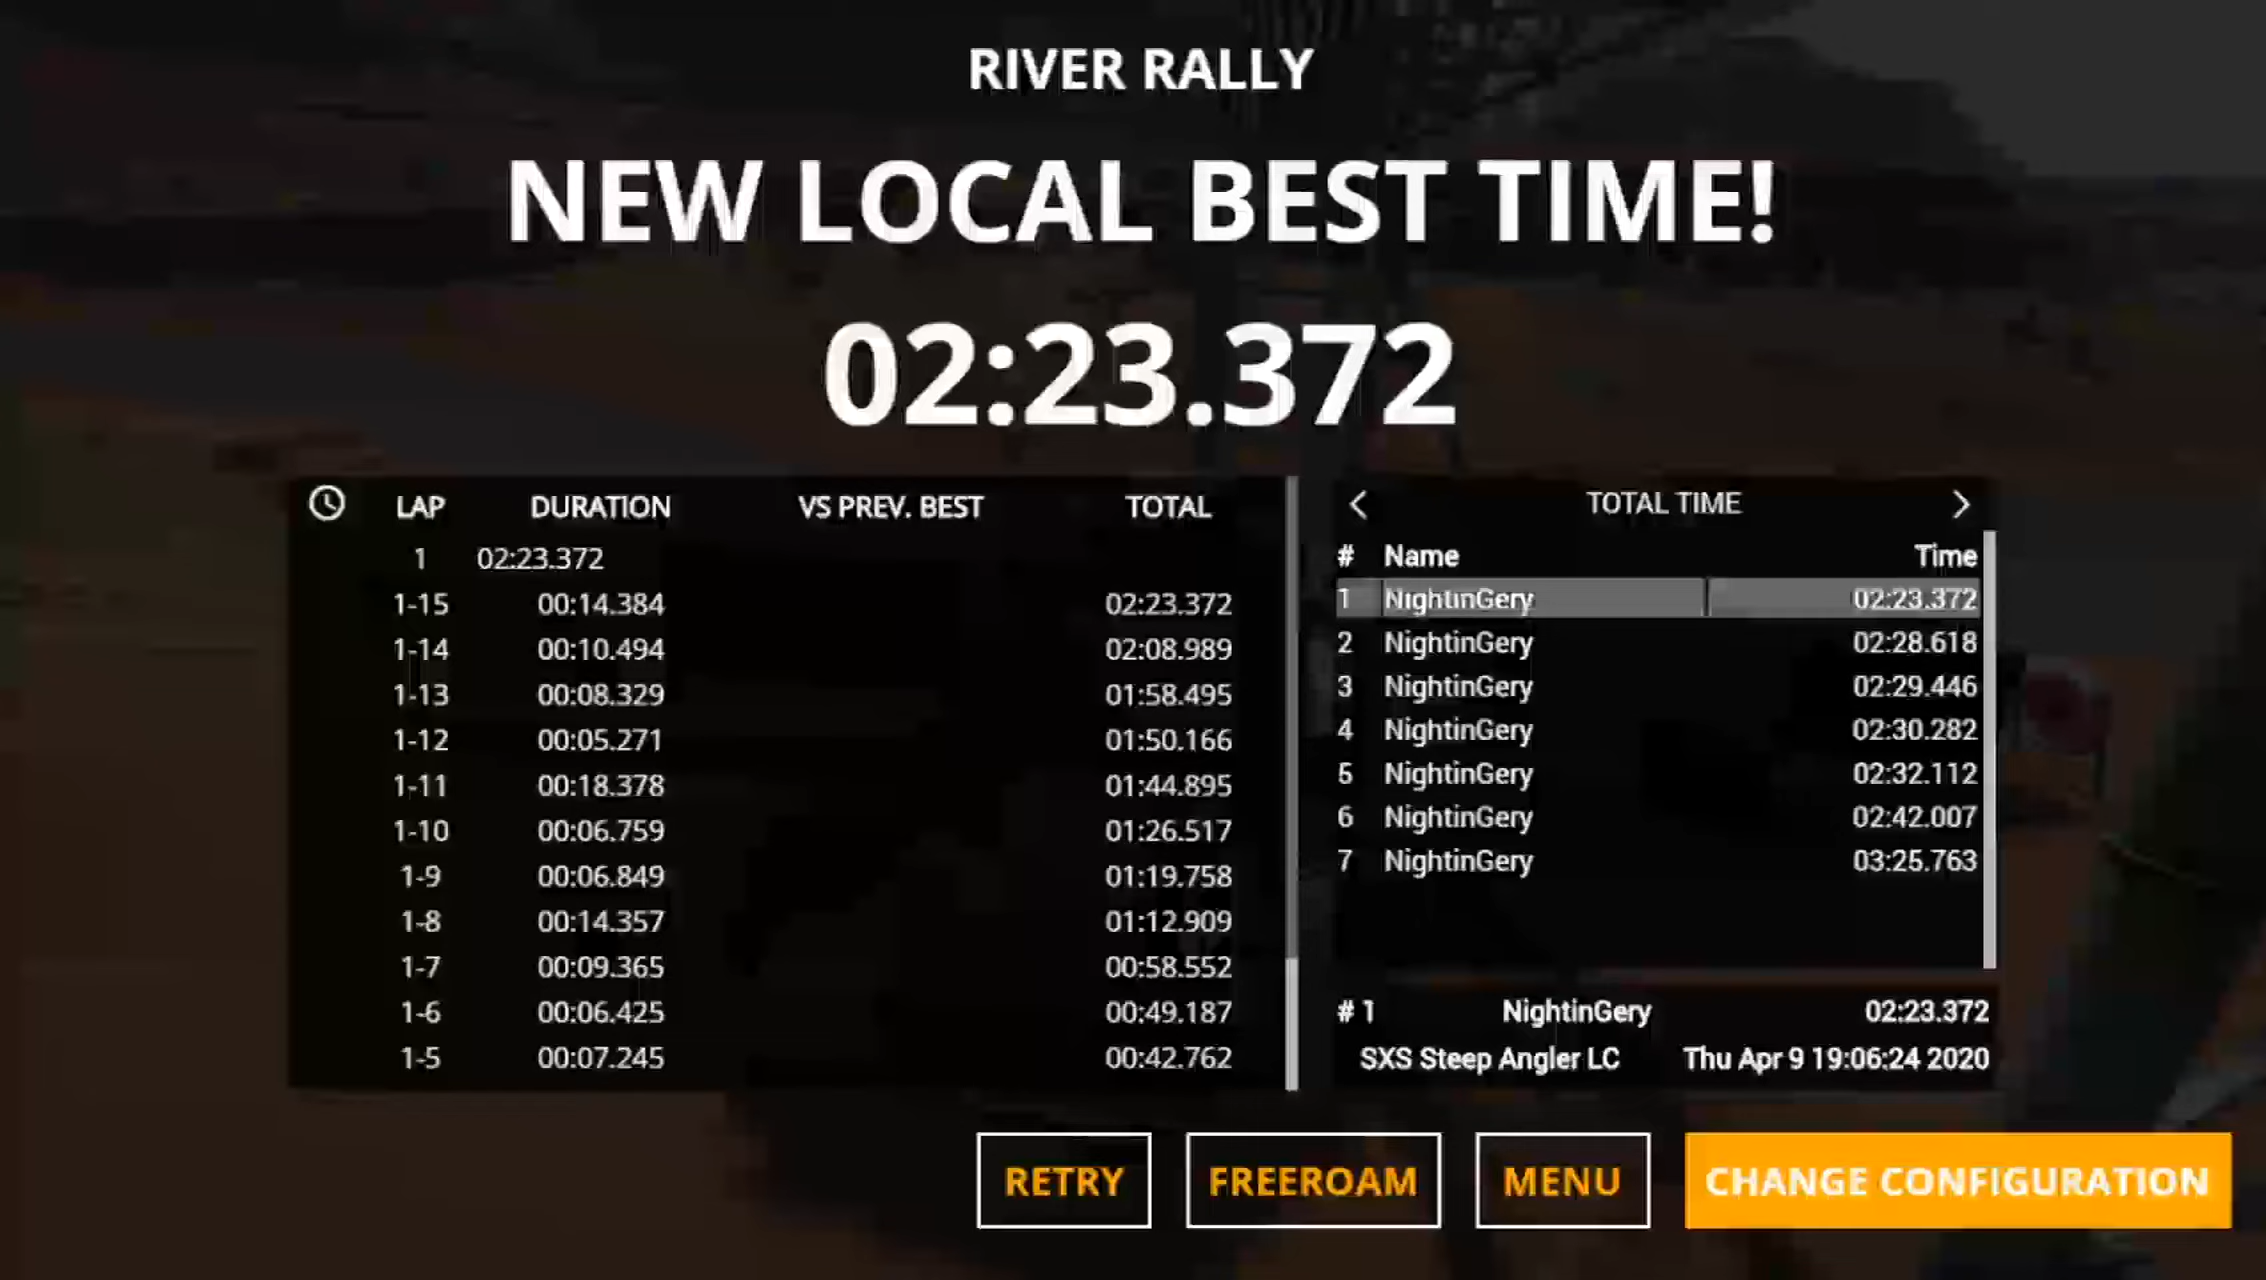 RIVER RALLY
NEW LOCAL BEST TIME!
02:23.372
LAP DURATION VS PREV. BEST TOTAL
1 02:23.372
1-15 00:14.384 02:23.372
1-14 00:10.494 02:08.989
1-13 00:08.329 01:58.495
1-12 00:05.271 01:50.166
1-11 00:18.378 01:44.895
1-10 00:06.759 01:26.517
1-9 00:06.849 01:19.758
1-8 00:14.357 01:12.909
1-7 00:09.365 00:58.552
1-6 00:06.425 00:49.187
1-5 00:07.245 00:42.762
< TOTAL TIME >
# Name Time
1 NightinGery 02:23.372
2 NightinGery 02:28.618
3 NightinGery 02:29.446
4 NightinGery 02:30.282
5 NightinGery 02:32.112
6 NightinGery 02:42.007
7 NightinGery 03:25.763
# 1 NightinGery 02:23.372
SXS Steep Angler LC Thu Apr 9 19:06:24 2020
RETRY FREEROAM MENU CHANGE CONFIGURATION